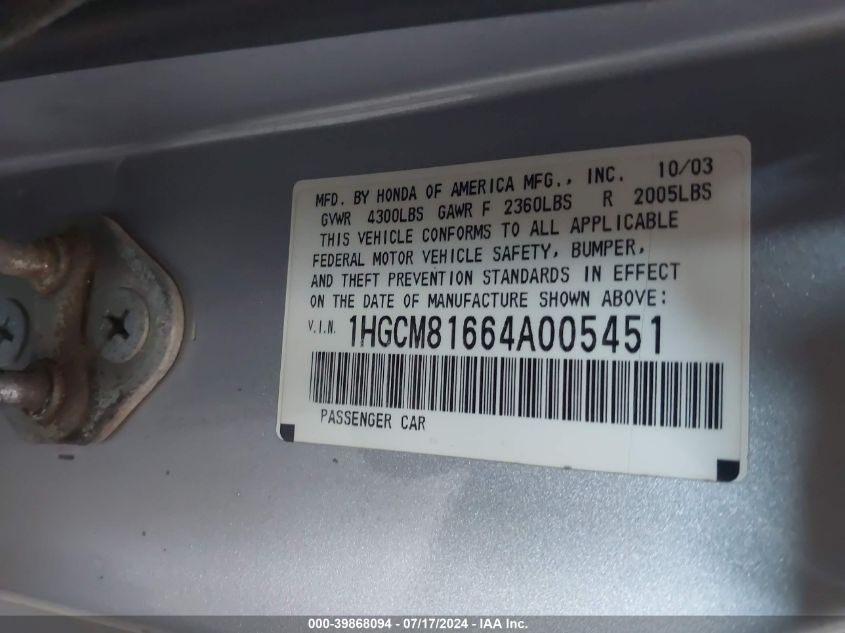 MFD. BY HONDA OF AMERICA MFG., INC. 10/03
GVWR 4300LBS GAWR F 2360LBS R 2005LBS
THIS VEHICLE CONFORMS TO ALL APPLICABLE
FEDERAL MOTOR VEHICLE SAFETY, BUMPER,
AND THEFT PREVENTION STANDARDS IN EFFECT
ON THE DATE OF MANUFACTURE SHOWN ABOVE:
V.I.N. 1HGCM81664A005451
PASSENGER CAR
000-39868094 - 07/17/2024 - IAA Inc.